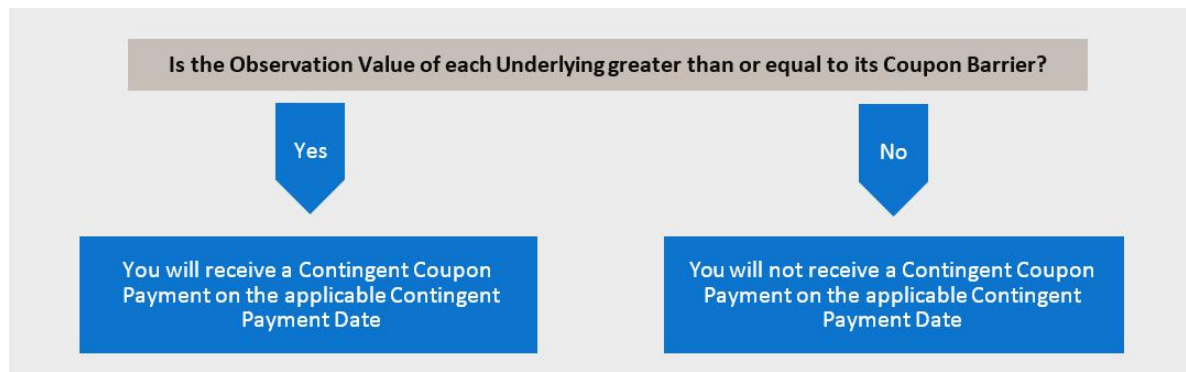 Is the Observation Value of each Underlying greater than or equal to its Coupon Barrier?
Yes
No
You will receive a Contingent Coupon
Payment on the applicable Contingent
Payment Date
You will not receive a Contingent Coupon
Payment on the applicable Contingent
Payment Date